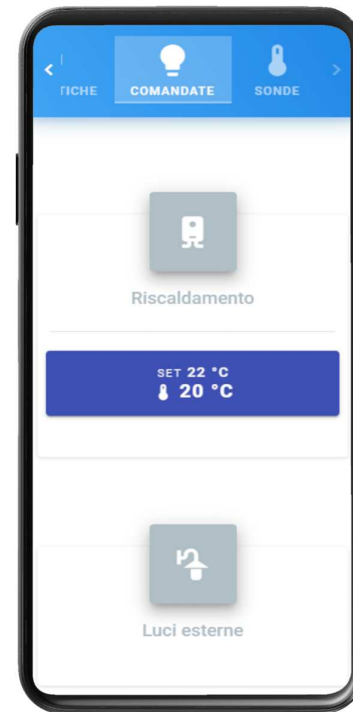 TICHE
COMANDATE
SONDE
Riscaldamento
SET 22 °C
20 °C
Luci esterne